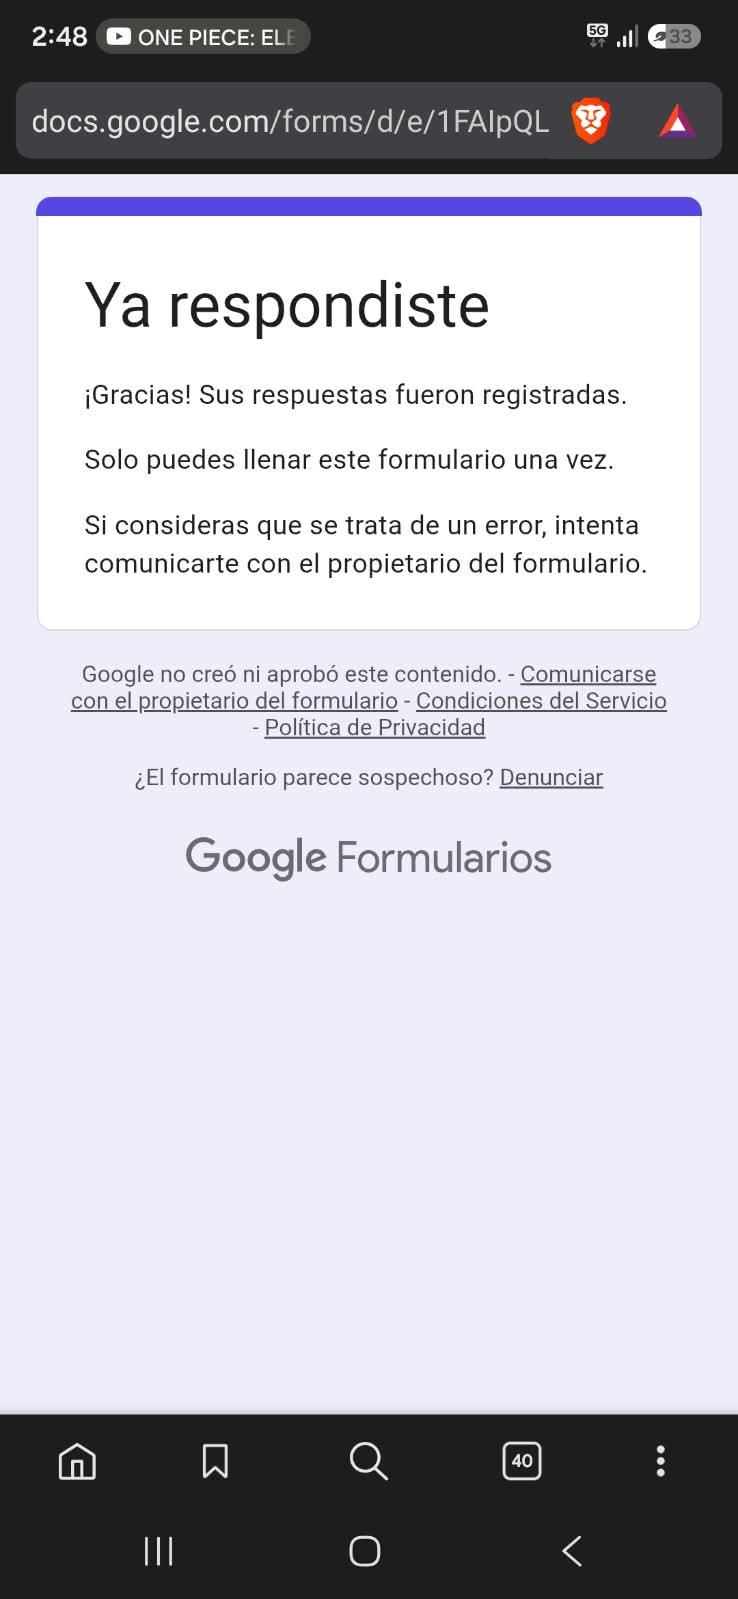 2:48 ONE PIECE: ELE 5G 33
docs.google.com/forms/d/e/1FAIpQL
Ya respondiste
¡Gracias! Sus respuestas fueron registradas.
Solo puedes llenar este formulario una vez.
Si consideras que se trata de un error, intenta
comunicarte con el propietario del formulario.
Google no creó ni aprobó este contenido. - Comunicarse
con el propietario del formulario - Condiciones del Servicio
- Política de Privacidad
¿El formulario parece sospechoso? Denunciar
Google Formularios
40